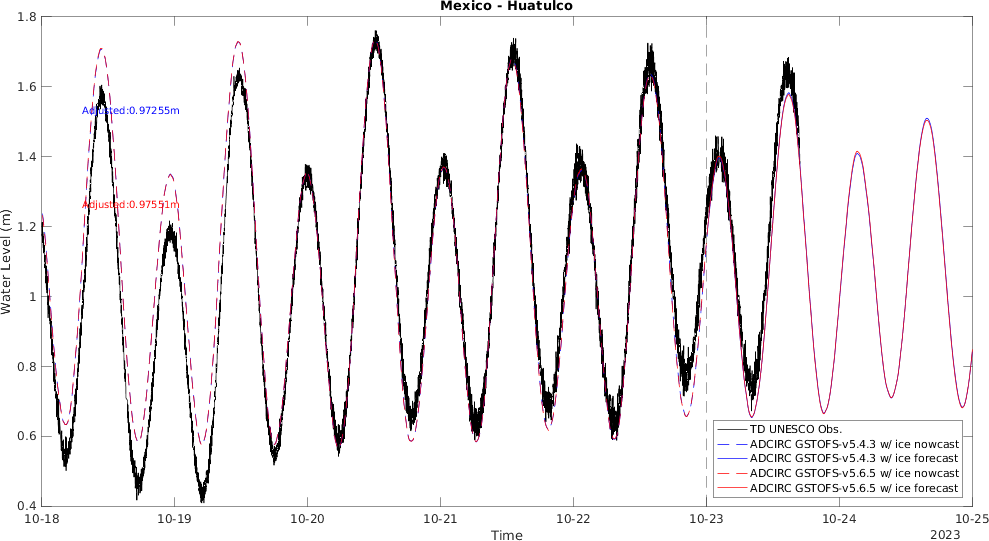 Mexico - Huatulco
1.8
1.6
1.4
1.2
1
0.8
0.6
0.4
Water Level (m)
Adjusted:0.97255m
Adjusted:0.97551m
TD UNESCO Obs.
ADCIRC GSTOFS-v5.4.3 w/ ice nowcast
ADCIRC GSTOFS-v5.4.3 w/ ice forecast
ADCIRC GSTOFS-v5.6.5 w/ ice nowcast
ADCIRC GSTOFS-v5.6.5 w/ ice forecast
10-18 10-19 10-20 10-21 10-22 10-23 10-24 10-25
Time
2023